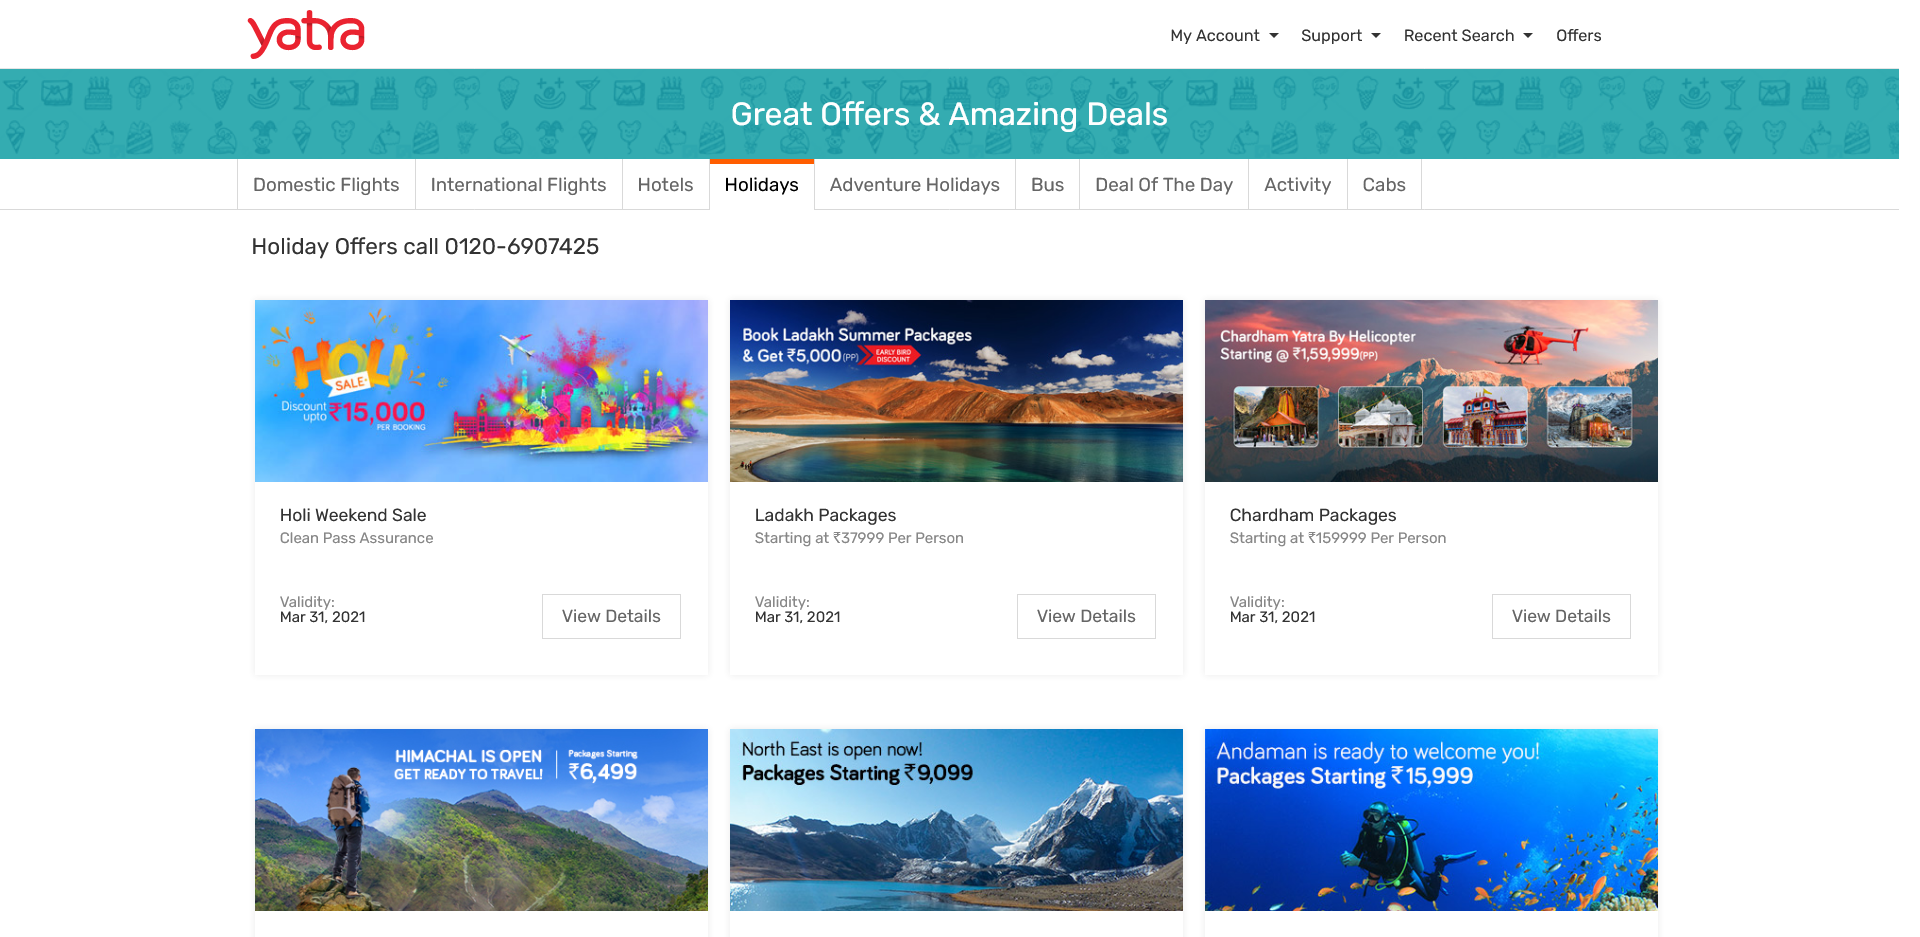 yatra
My Account
Support
Recent Search
Offers
Great Offers & Amazing Deals
Domestic Flights
International Flights
Hotels
Holidays
Adventure Holidays
Bus
Deal Of The Day
Activity
Cabs
Holiday Offers call 0120-6907425
HOLI
SALE
Discount
upto ₹15,000
PER BOOKING
Book Ladakh Summer Packages
& Get ₹5,000 (PP) EARLY BIRD
DISCOUNT
Chardham Yatra By Helicopter
Starting @ ₹1,59,999(PP)
Holi Weekend Sale
Clean Pass Assurance
Validity:
Mar 31, 2021
View Details
Ladakh Packages
Starting at ₹37999 Per Person
Validity:
Mar 31, 2021
View Details
Chardham Packages
Starting at ₹159999 Per Person
Validity:
Mar 31, 2021
View Details
HIMACHAL IS OPEN
GET READY TO TRAVEL!
Packages Starting
₹6,499
North East is open now!
Packages Starting ₹9,099
Andaman is ready to welcome you!
Packages Starting ₹15,999